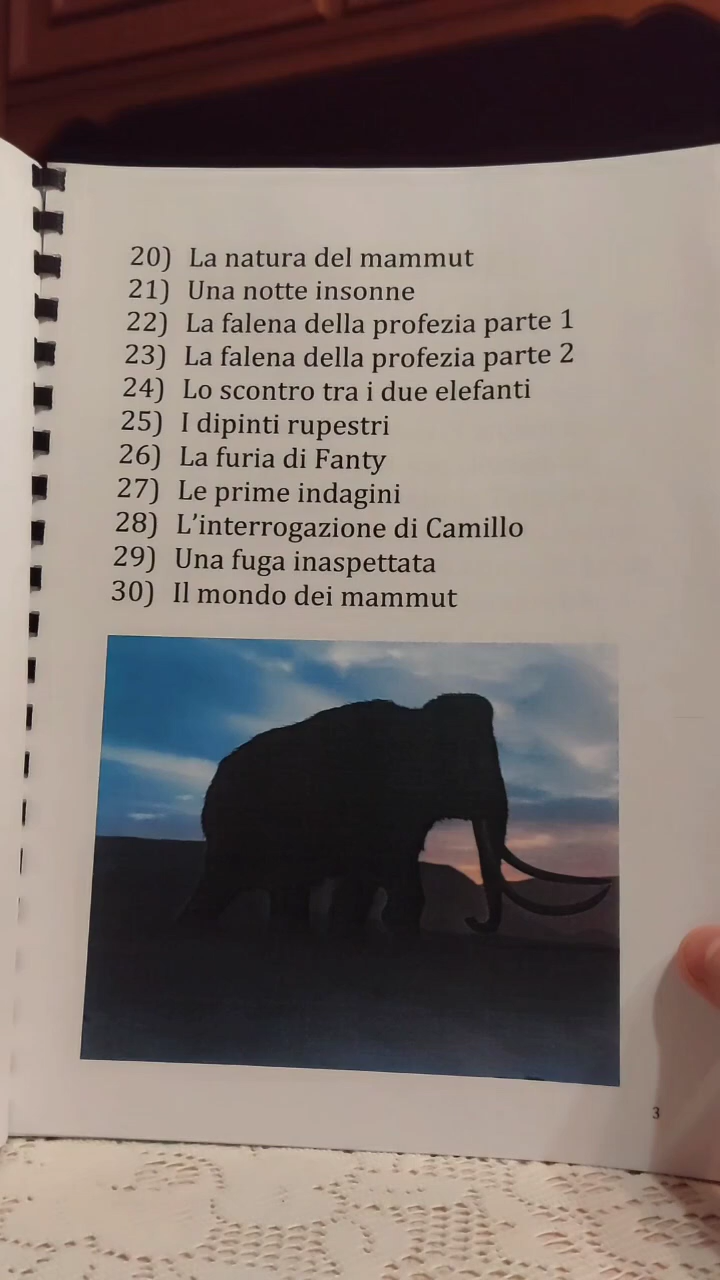 20) La natura del mammut
21) Una notte insonne
22) La falena della profezia parte 1
23) La falena della profezia parte 2
24) Lo scontro tra i due elefanti
25) I dipinti rupestri
26) La furia di Fanty
27) Le prime indagini
28) L’interrogazione di Camillo
29) Una fuga inaspettata
30) Il mondo dei mammut
3